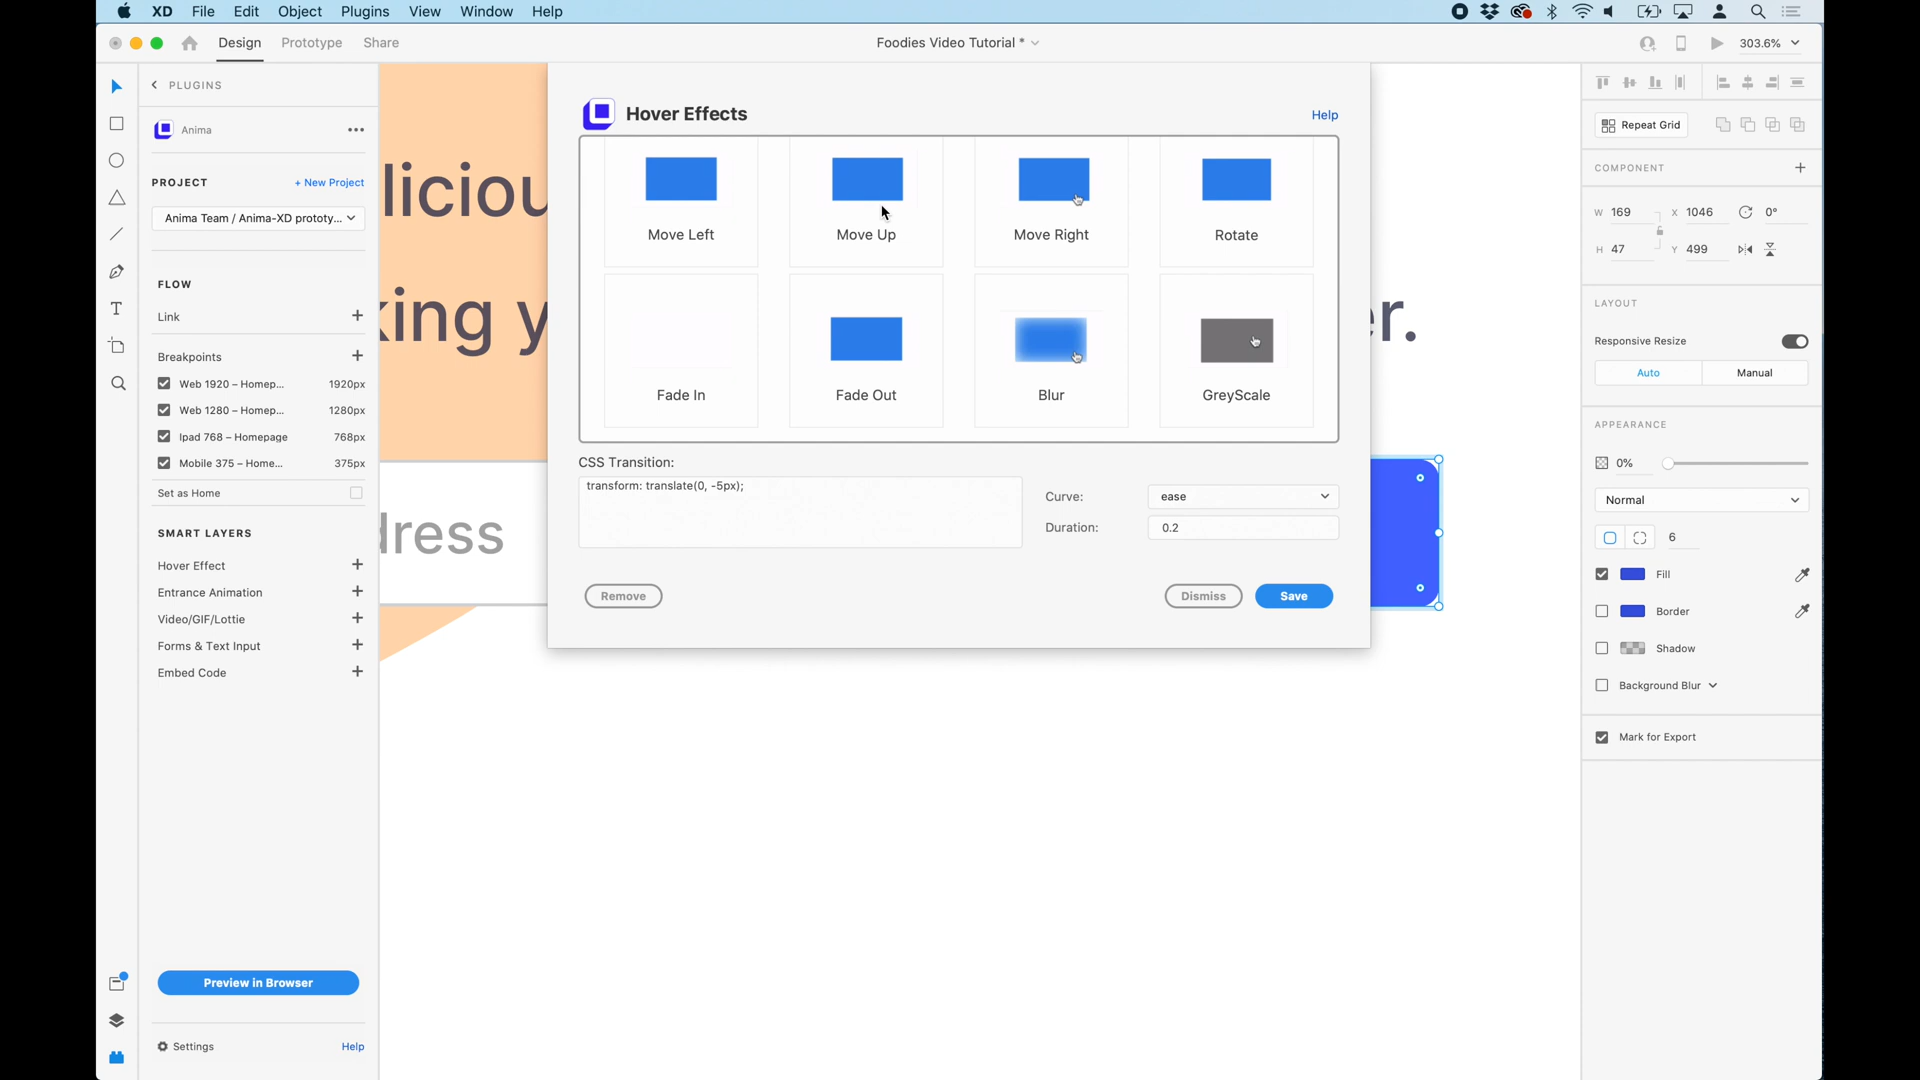 XD File Edit Object Plugins View Window Help
Design Prototype Share
Foodies Video Tutorial *
303.6%
PLUGINS
Anima
PROJECT + New Project
Anima Team / Anima-XD prototy...
FLOW
Link
Breakpoints
Web 1920 – Homep... 1920px
Web 1280 – Homep... 1280px
Ipad 768 – Homepage 768px
Mobile 375 – Home... 375px
Set as Home
SMART LAYERS
Hover Effect
Entrance Animation
Video/GIF/Lottie
Forms & Text Input
Embed Code
Preview in Browser
Settings Help
liciou
king y
er.
dress
Hover Effects Help
Move Left Move Up Move Right Rotate
Fade In Fade Out Blur GreyScale
CSS Transition:
transform: translate(0, -5px);
Curve: ease
Duration: 0.2
Remove Dismiss Save
Repeat Grid
COMPONENT
W 169 X 1046 0°
H 47 Y 499
LAYOUT
Responsive Resize
Auto Manual
APPEARANCE
0%
Normal
6
Fill
Border
Shadow
Background Blur
Mark for Export